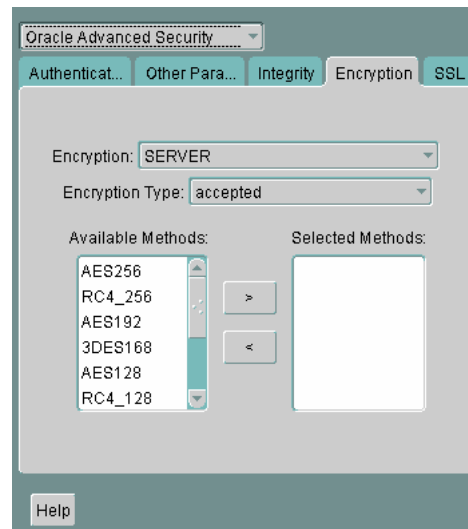 Oracle Advanced Security
Authenticat... Other Para... Integrity Encryption SSL
Encryption: SERVER
Encryption Type: accepted
Available Methods: Selected Methods:
AES256
RC4_256
>
AES192
3DES168
<
AES128
RC4_128
Help